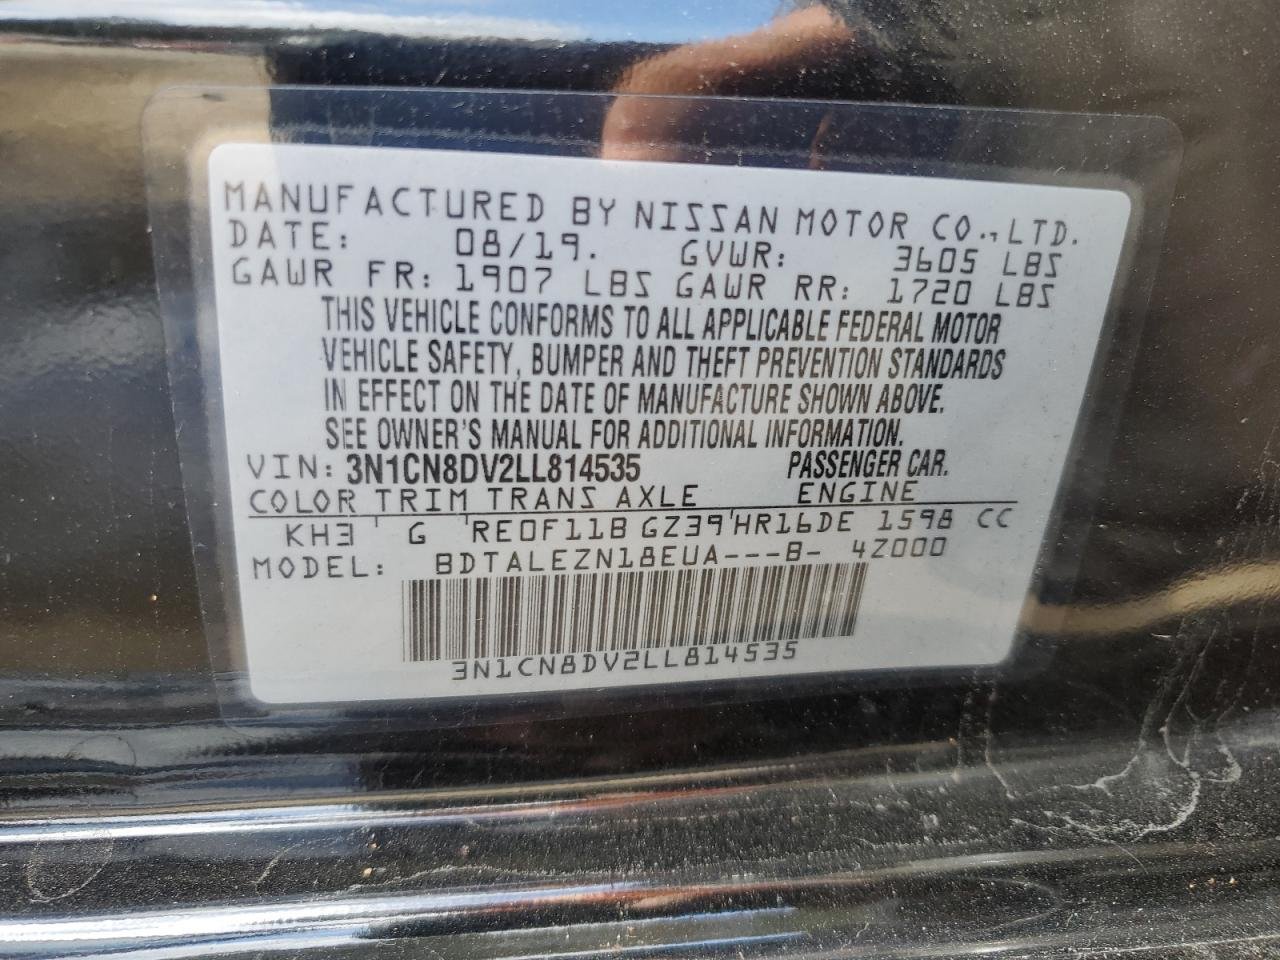 MANUFACTURED BY NISSAN MOTOR CO., LTD.
DATE: 08/19. GVWR: 3605 LBS
GAWR FR: 1907 LBS GAWR RR: 1720 LBS
THIS VEHICLE CONFORMS TO ALL APPLICABLE FEDERAL MOTOR
VEHICLE SAFETY, BUMPER AND THEFT PREVENTION STANDARDS
IN EFFECT ON THE DATE OF MANUFACTURE SHOWN ABOVE.
SEE OWNER'S MANUAL FOR ADDITIONAL INFORMATION.
VIN: 3N1CN8DV2LL814535 PASSENGER CAR.
COLOR TRIM TRANS AXLE ENGINE
KH3 ' G 'RE0F11B GZ39'HR16DE 1598 CC
MODEL: BDTALEZN18EUA---B- 4Z000
3N1CN8DV2LL814535